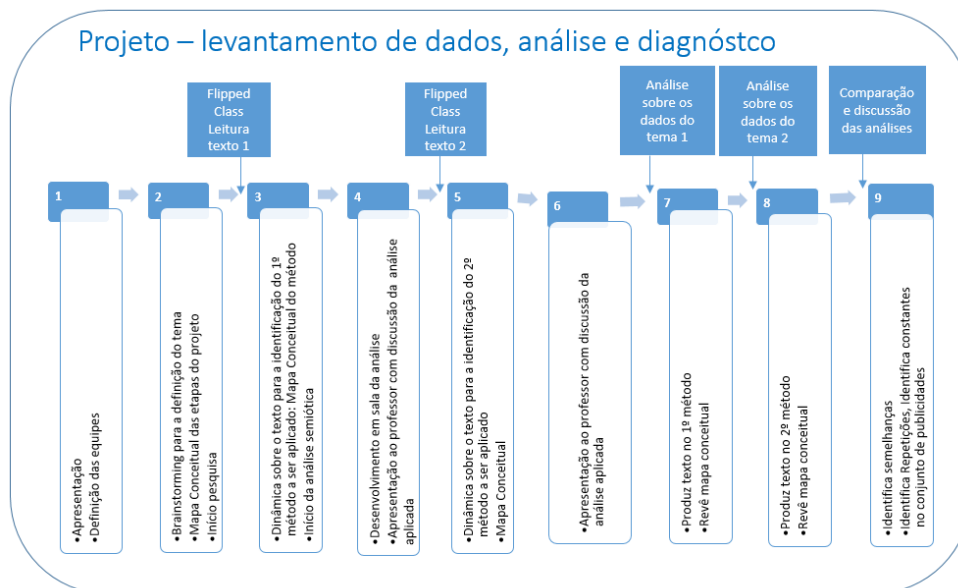 Projeto – levantamento de dados, análise e diagnóstco
Flipped
Class
Leitura
texto 1
Flipped
Class
Leitura
texto 2
Análise
sobre os
dados do
tema 1
Análise
sobre os
dados do
tema 2
Comparação
e discussão
das análises
1
•Apresentação
•Definição das equipes
2
•Brainstorming para a definição do tema
•Mapa Conceitual das etapas do projeto
•Início pesquisa
3
•Dinâmica sobre o texto para a identificação do 1º
método a ser aplicado: Mapa Conceitual do método
•Início da análise semiótica
4
•Desenvolvimento em sala da análise
•Apresentação ao professor com discussão da análise
aplicada
5
•Dinâmica sobre o texto para a identificação do 2º
método a ser aplicado
•Mapa Conceitual
6
•Apresentação ao professor com discussão da
análise aplicada
7
•Produz texto no 1º método
•Revê mapa conceitual
8
•Produz texto no 2º método
•Revê mapa conceitual
9
•Identifica semelhanças
•Identifica Repetições, Identifica constantes
no conjunto de publicidades